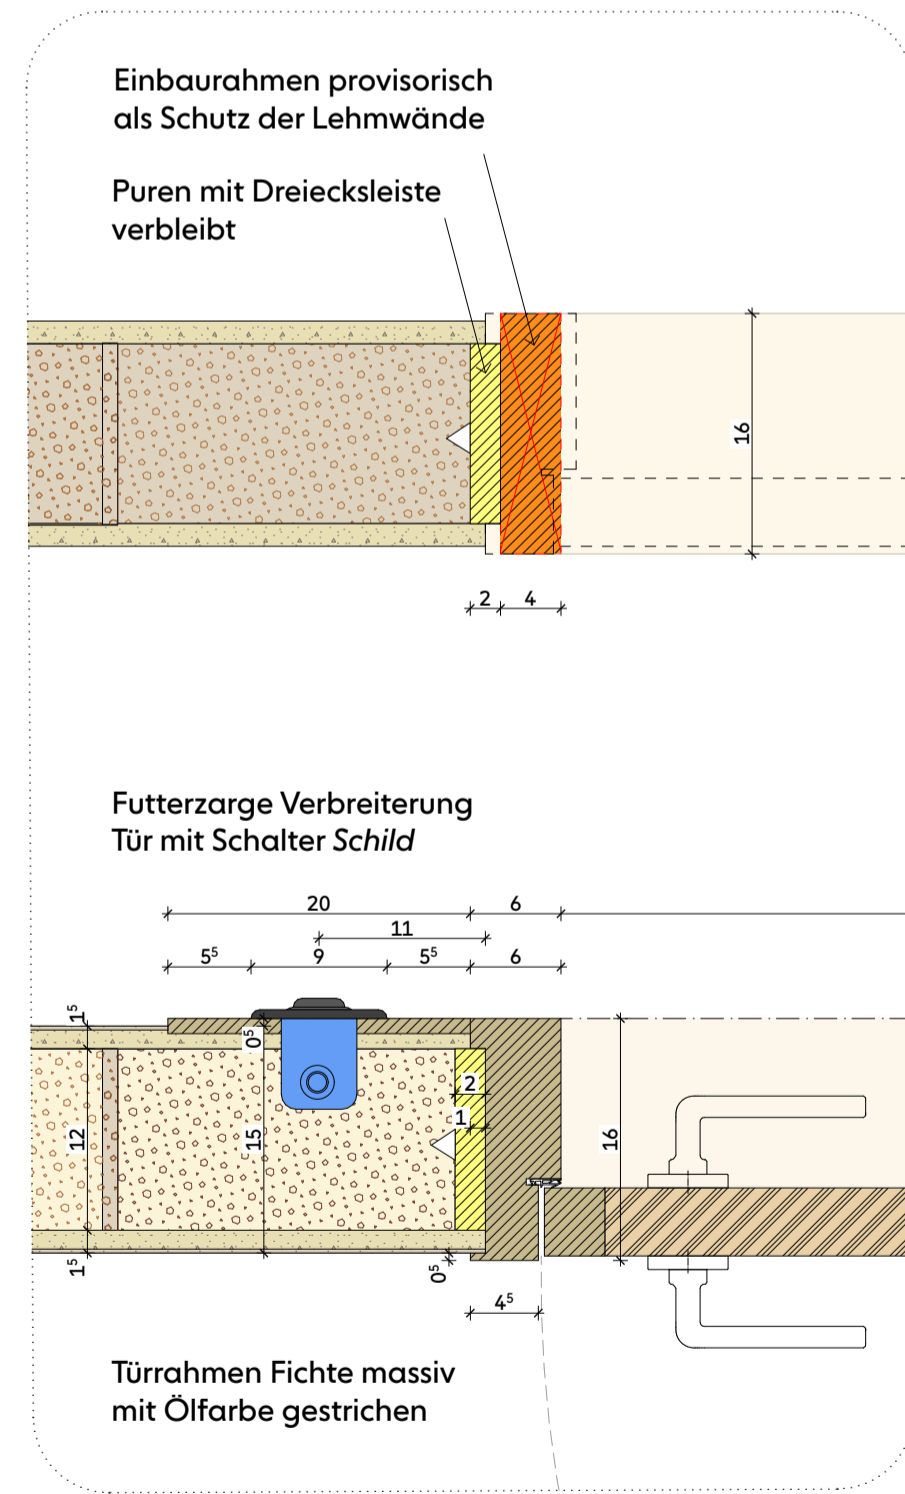 Einbaurahmen provisorisch
als Schutz der Lehmwände
Puren mit Dreiecksleiste
verbleibt
16
2 4
Futterzarge Verbreiterung
Tür mit Schalter Schild
20 6
11
5⁵ 9 5⁵ 6
1⁵
0⁵
2
1
12 15 16
1⁵ 0⁵
4⁵
Türrahmen Fichte massiv
mit Ölfarbe gestrichen